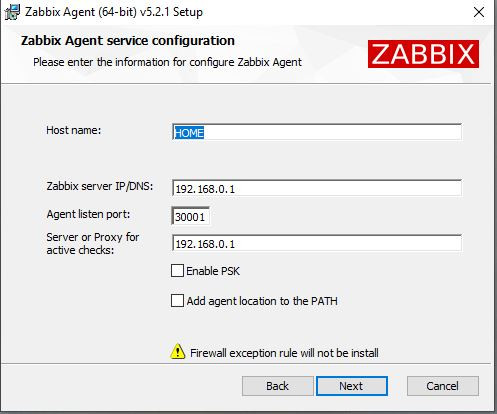 Zabbix Agent (64-bit) v5.2.1 Setup
Zabbix Agent service configuration
Please enter the information for configure Zabbix Agent
ZABBIX
Host name:
HOME
Zabbix server IP/DNS:
192.168.0.1
Agent listen port:
30001
Server or Proxy for
active checks:
192.168.0.1
Enable PSK
Add agent location to the PATH
Firewall exception rule will not be install
Back
Next
Cancel